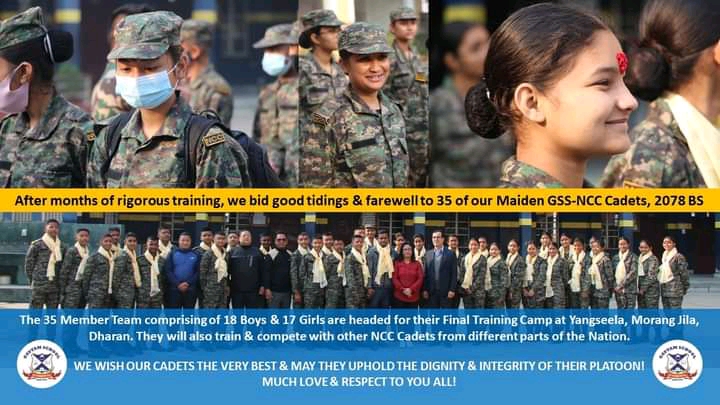 NCC
After months of rigorous training, we bid good tidings & farewell to 35 of our Maiden GSS-NCC Cadets, 2078 BS
The 35 Member Team comprising of 18 Boys & 17 Girls are headed for their Final Training Camp at Yangseela, Morang Jila,
Dharan. They will also train & compete with other NCC Cadets from different parts of the Nation.
WE WISH OUR CADETS THE VERY BEST & MAY THEY UPHOLD THE DIGNITY & INTEGRITY OF THEIR PLATOON!
MUCH LOVE & RESPECT TO YOU ALL!